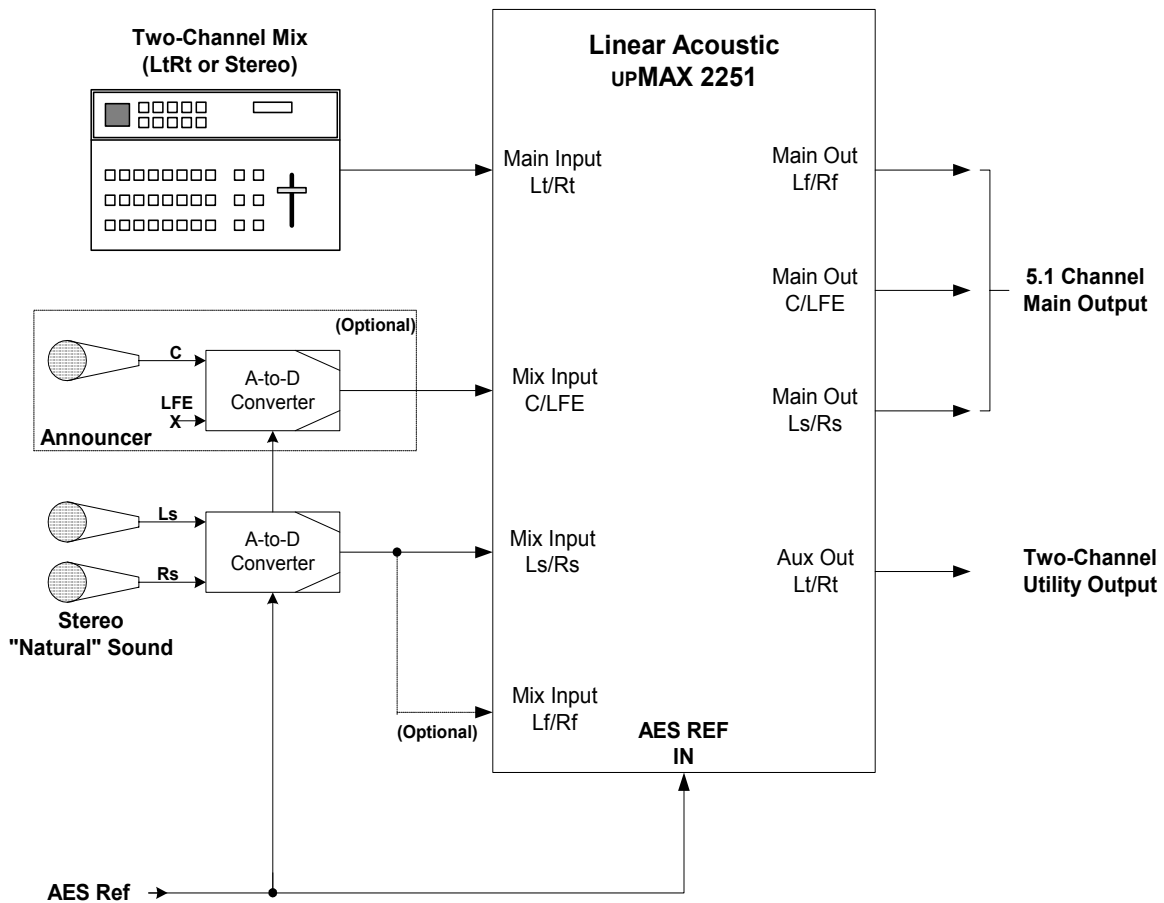 Two-Channel Mix
(LtRt or Stereo)
Linear Acoustic
UPMAX 2251
Main Input
Lt/Rt
Main Out
Lf/Rf
Main Out
C/LFE
5.1 Channel
Main Output
(Optional)
C
A-to-D
Converter
LFE
X
Announcer
Mix Input
C/LFE
Main Out
Ls/Rs
Ls
Rs
A-to-D
Converter
Stereo
"Natural" Sound
Mix Input
Ls/Rs
Aux Out
Lt/Rt
Two-Channel
Utility Output
(Optional)
Mix Input
Lf/Rf
AES REF
IN
AES Ref